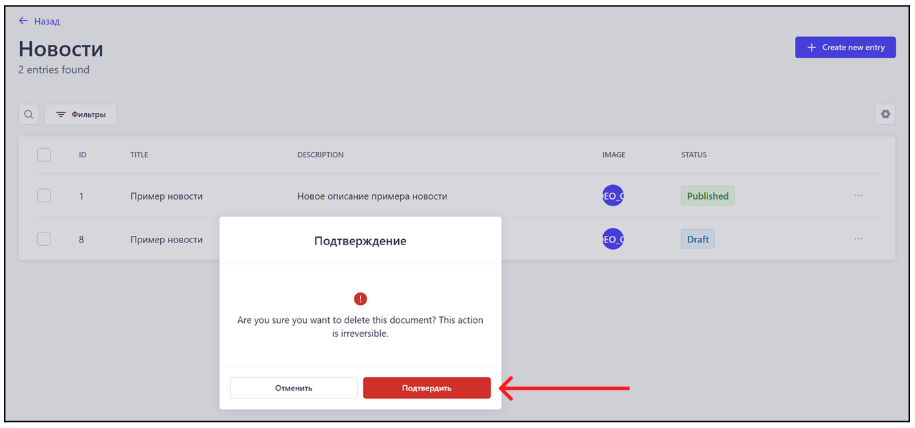 Назад
Новости
2 entries found
Create new entry
Фильтры
ID TITLE DESCRIPTION IMAGE STATUS
1 Пример новости Новое описание примера новости EO_C Published
8 Пример новости EO_C Draft
Подтверждение
Are you sure you want to delete this document? This action
is irreversible.
Отменить Подтвердить